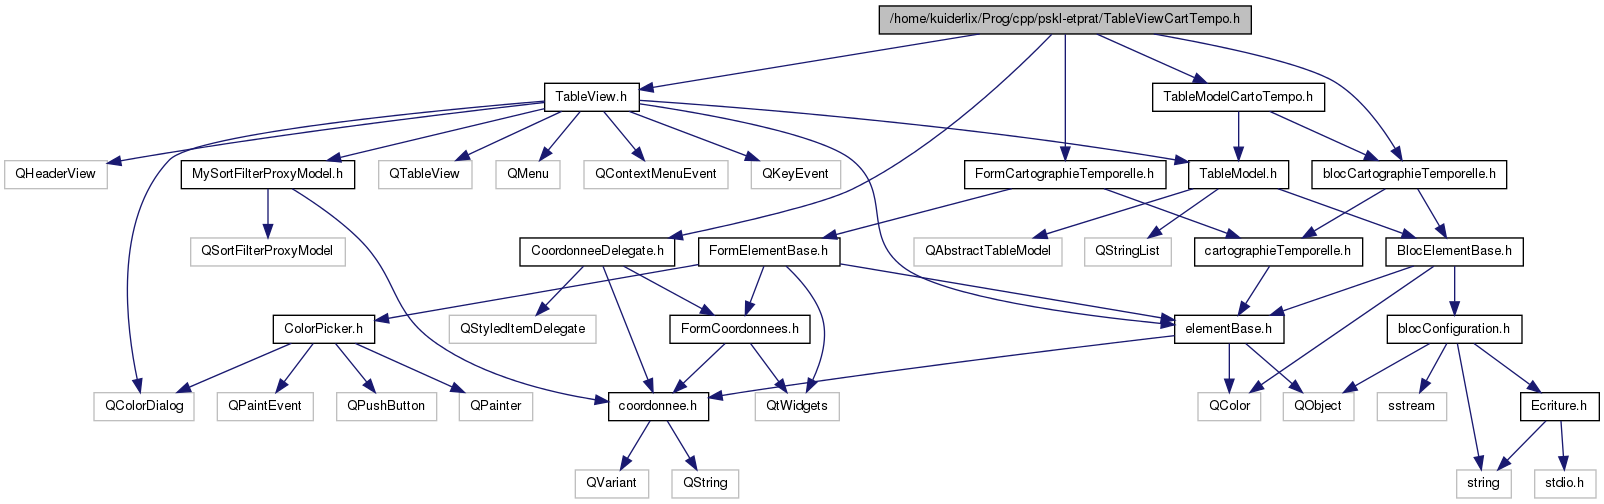 /home/kuiderlix/Prog/cpp/pskl-etprat/TableViewCartTempo.h
TableView.h
TableModelCartoTempo.h
QHeaderView
MySortFilterProxyModel.h
QTableView
QMenu
QContextMenuEvent
QKeyEvent
FormCartographieTemporelle.h
TableModel.h
blocCartographieTemporelle.h
QSortFilterProxyModel
CoordonneeDelegate.h
FormElementBase.h
QAbstractTableModel
QStringList
cartographieTemporelle.h
BlocElementBase.h
ColorPicker.h
QStyledItemDelegate
FormCoordonnees.h
elementBase.h
blocConfiguration.h
QColorDialog
QPaintEvent
QPushButton
QPainter
coordonnee.h
QtWidgets
QColor
QObject
sstream
Ecriture.h
QVariant
QString
string
stdio.h